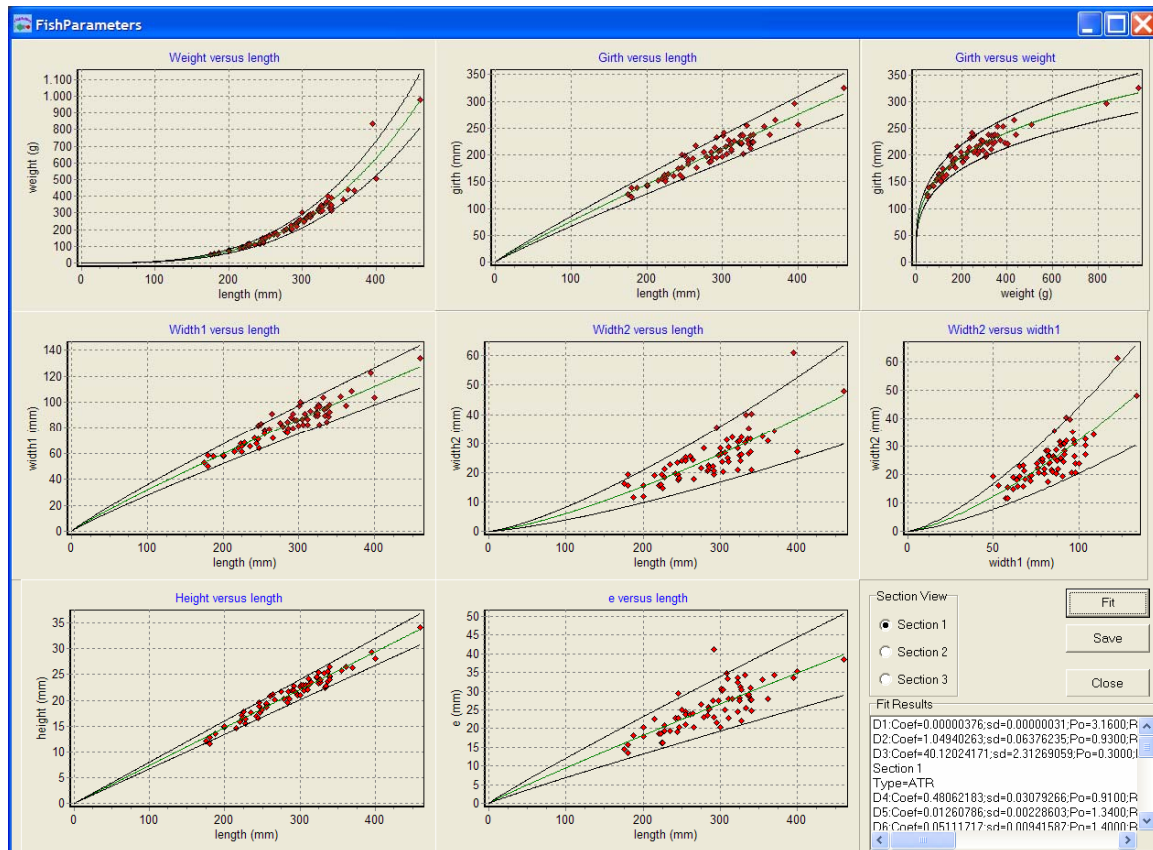 FishParameters
Weight versus length
weight (g)
1.100
1.000
900
800
700
600
500
400
300
200
100
0
0 100 200 300 400
length (mm)
Girth versus length
girth (mm)
350
300
250
200
150
100
50
0
0 100 200 300 400
length (mm)
Girth versus weight
girth (mm)
350
300
250
200
150
100
50
0
0 200 400 600 800
weight (g)
Width1 versus length
width1 (mm)
140
120
100
80
60
40
20
0
0 100 200 300 400
length (mm)
Width2 versus length
width2 (mm)
60
50
40
30
20
10
0
0 100 200 300 400
length (mm)
Width2 versus width1
width2 (mm)
60
50
40
30
20
10
0
0 50 100
width1 (mm)
Height versus length
height (mm)
35
30
25
20
15
10
5
0
0 100 200 300 400
length (mm)
e versus length
e (mm)
50
45
40
35
30
25
20
15
10
5
0
0 100 200 300 400
length (mm)
Section View
Section 1
Section 2
Section 3
Fit
Save
Close
Fit Results
D1:Coef=0.00000376;sd=0.00000031;Po=3.1600;R
D2:Coef=1.04940263;sd=0.06376235;Po=0.9300;R
D3:Coef=40.12024171;sd=2.31269059;Po=0.3000;
Section 1
Type=ATR
D4:Coef=0.48062183;sd=0.03079266;Po=0.9100;R
D5:Coef=0.01260786;sd=0.00228603;Po=1.3400;R
D6:Coef=0.05111717;sd=0.00941587;Po=1.4000;R